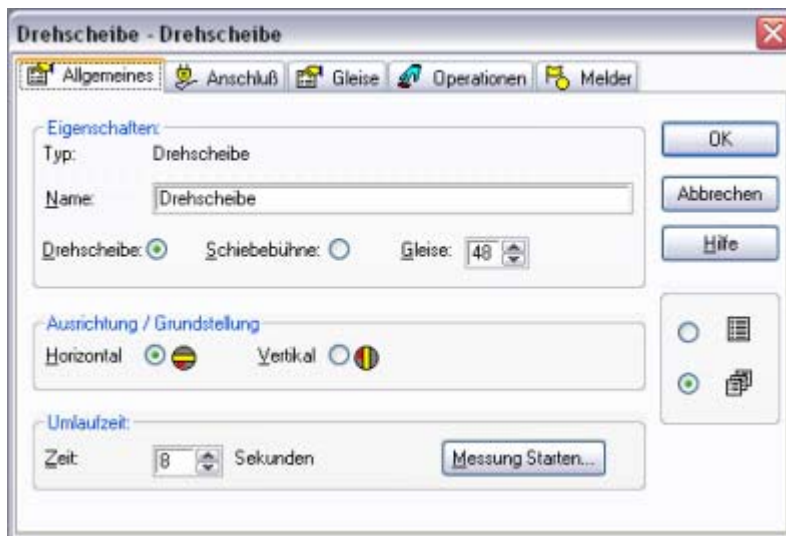 Drehscheibe - Drehscheibe
Allgemeines Anschluß Gleise Operationen Melder
Eigenschaften:
Typ: Drehscheibe
Name: Drehscheibe
Drehscheibe: Schiebebühne: Gleise: 48
Ausrichtung / Grundstellung
Horizontal Vertikal
Umlaufzeit:
Zeit: 8 Sekunden Messung Starten...
OK
Abbrechen
Hilfe